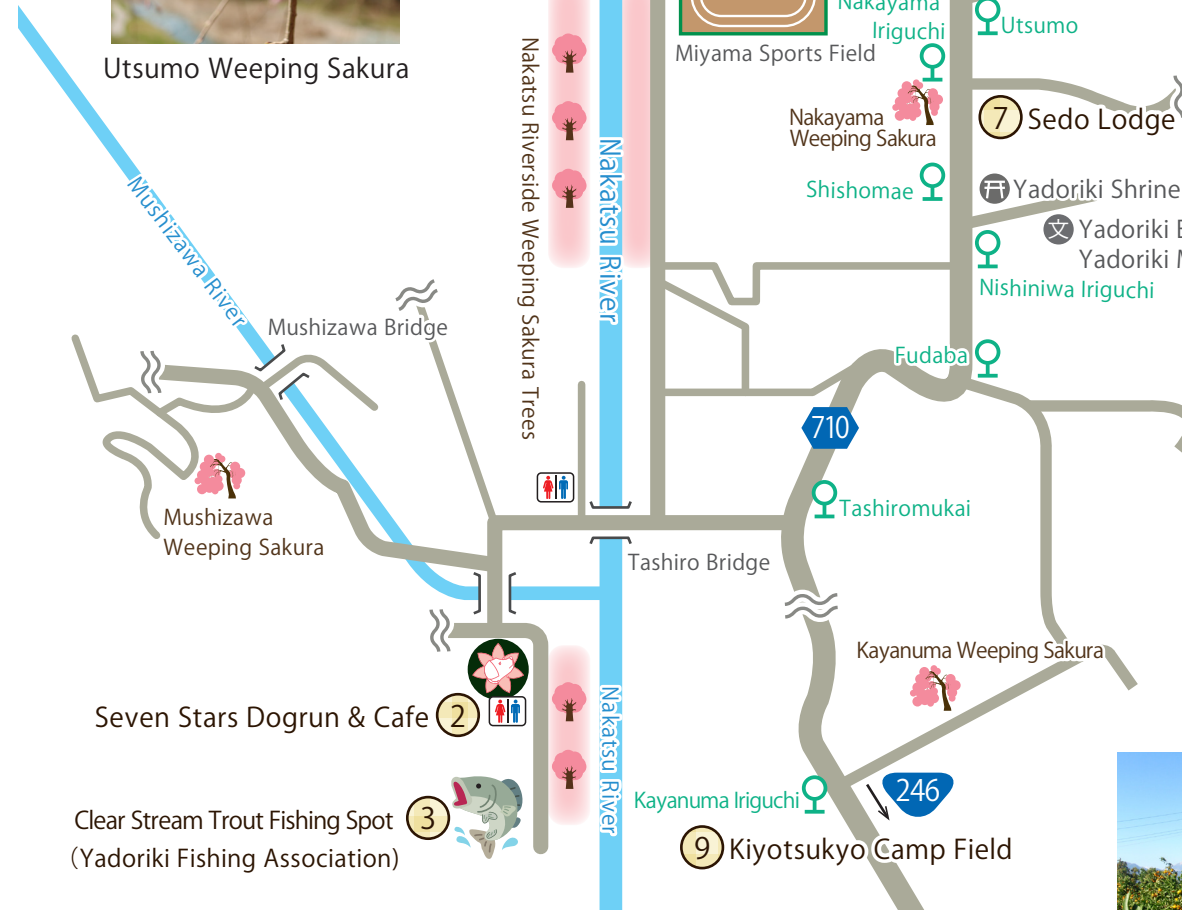 Utsumo Weeping Sakura
Nakatsu Riverside Weeping Sakura Trees
Nakatsu River
Miyama Sports Field
Nakayama
Iriguchi
Utsumo
Nakayama
Weeping Sakura
7 Sedo Lodge
Shishomae
Yadoriki Shrine
文 Yadoriki
Yadoriki
Nishiniwa Iriguchi
Mushizawa River
Mushizawa Bridge
Fudaba
710
Tashiromukai
Mushizawa
Weeping Sakura
Tashiro Bridge
Kayanuma Weeping Sakura
Seven Stars Dogrun & Cafe 2
Nakatsu River
Kayanuma Iriguchi
246
Clear Stream Trout Fishing Spot 3
(Yadoriki Fishing Association)
9 Kiyotsukyo Camp Field